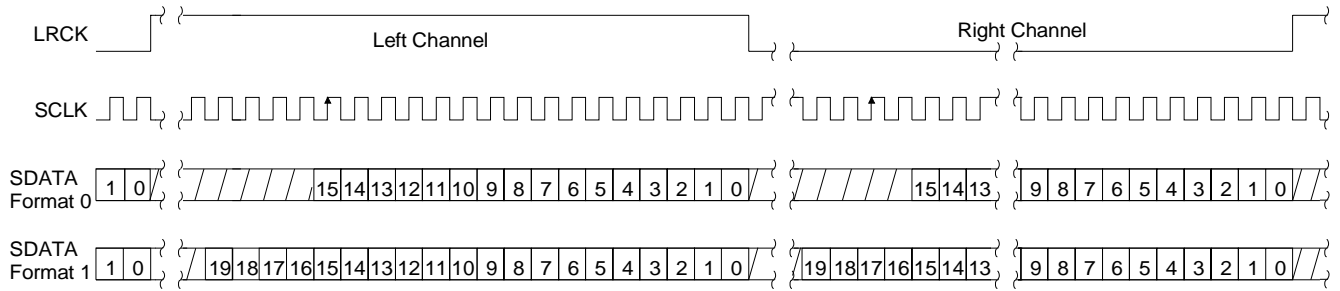 LRCK Left Channel Right Channel
SCLK
SDATA
Format 0 1 0 15 14 13 12 11 10 9 8 7 6 5 4 3 2 1 0 15 14 13 9 8 7 6 5 4 3 2 1 0
SDATA
Format 1 1 0 19 18 17 16 15 14 13 12 11 10 9 8 7 6 5 4 3 2 1 0 19 18 17 16 15 14 13 9 8 7 6 5 4 3 2 1 0